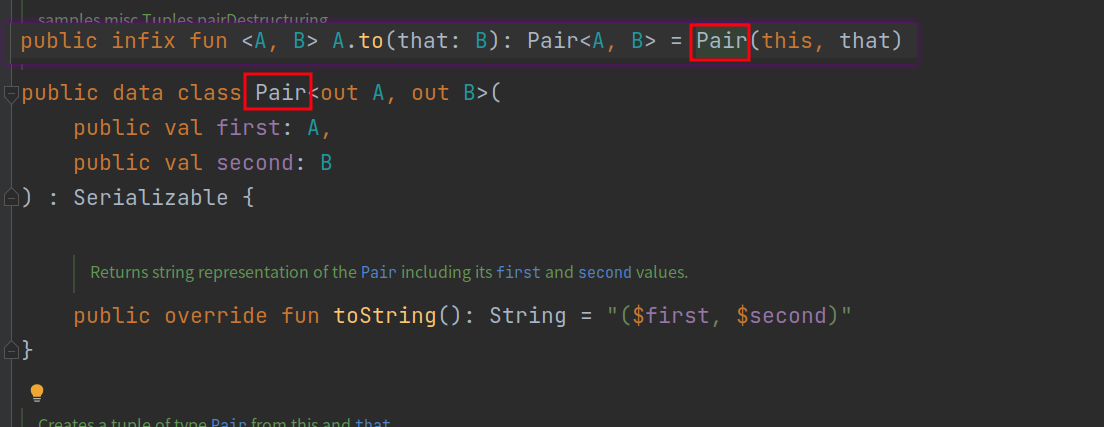 samples.misc.Tuples.pairDestructuring
public infix fun <A, B> A.to(that: B): Pair<A, B> = Pair(this, that)
public data class Pair<out A, out B>(
    public val first: A,
    public val second: B
) : Serializable {
Returns string representation of the Pair including its first and second values.
    public override fun toString(): String = "($first, $second)"
}
Creates a tuple of type Pair from this and that